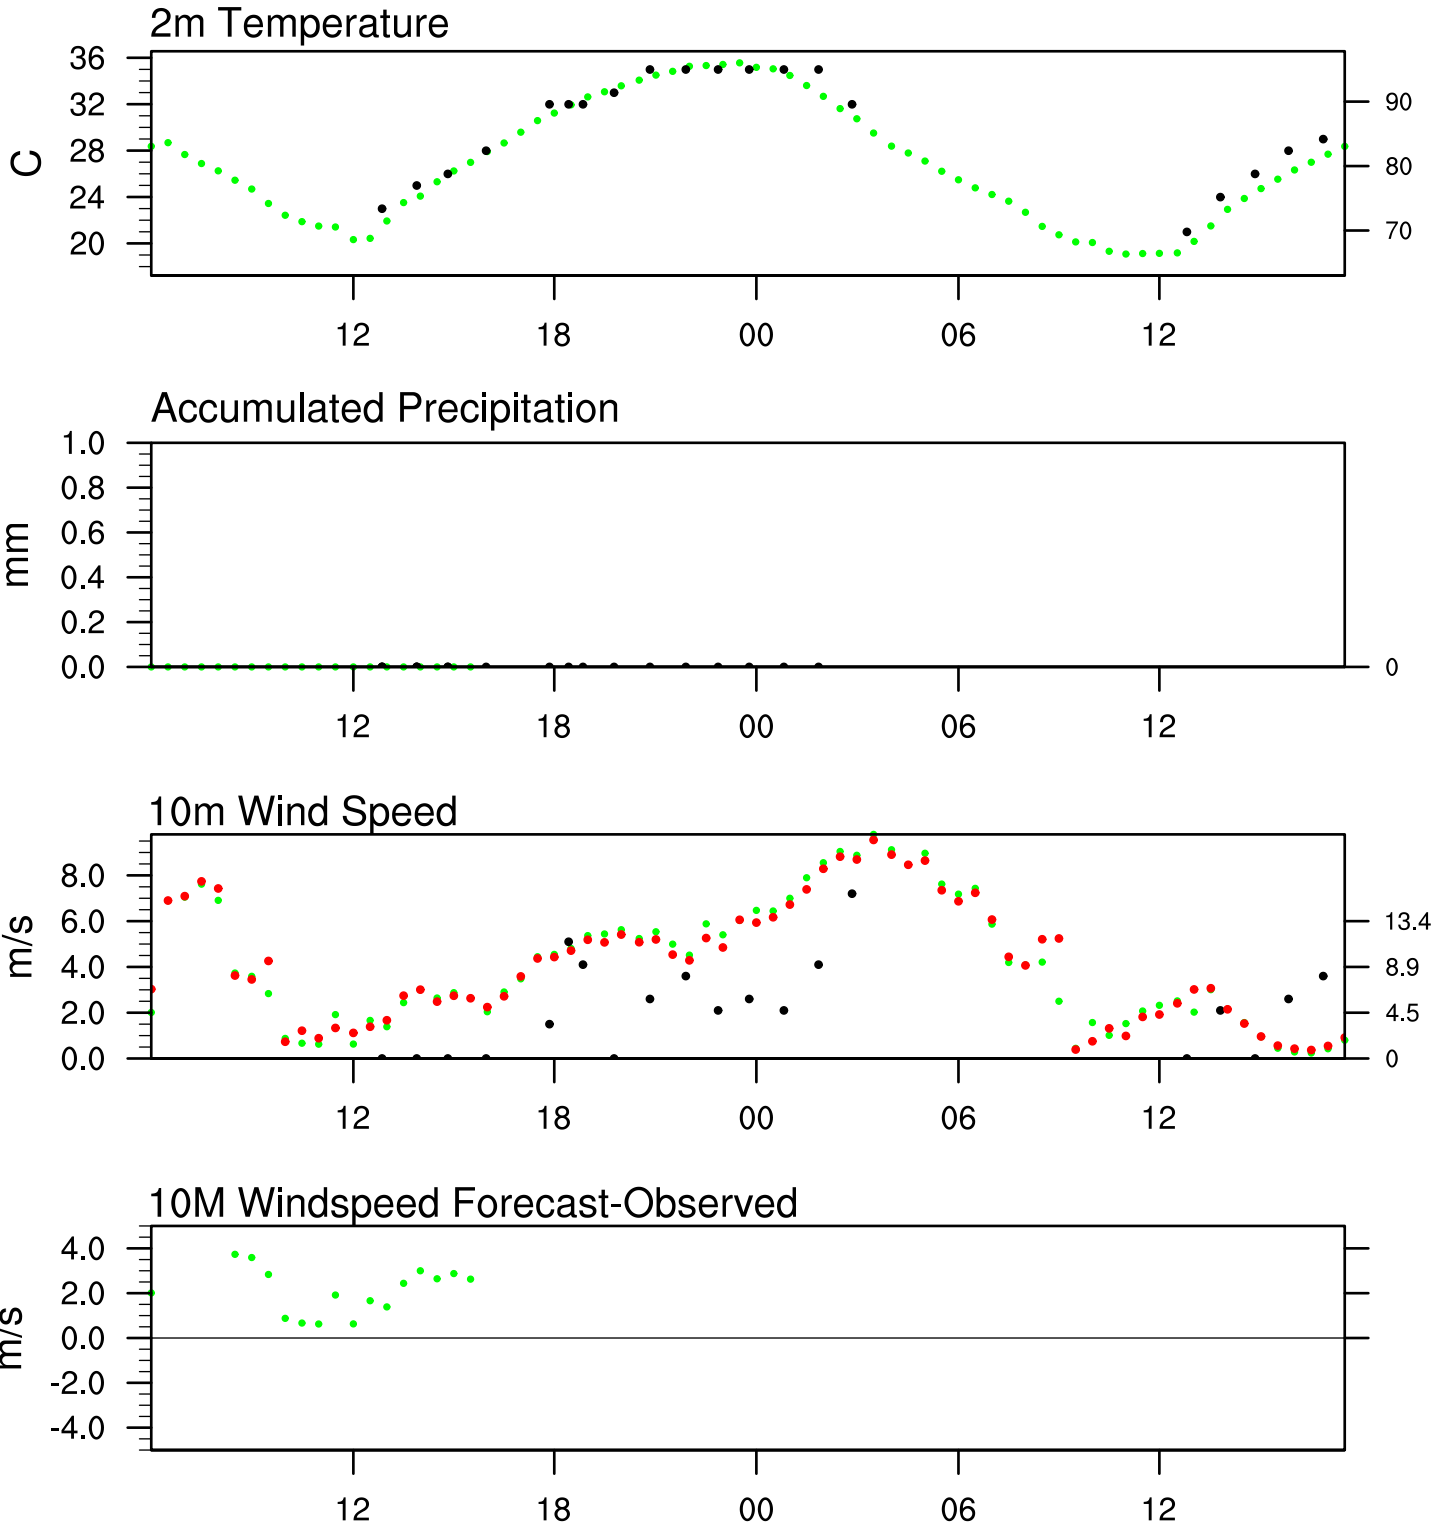 2m Temperature
36
32
28
24
20
C
90
80
70
12 18 00 06 12
Accumulated Precipitation
1.0
0.8
0.6
0.4
0.2
0.0
mm
0
12 18 00 06 12
10m Wind Speed
8.0
6.0
4.0
2.0
0.0
m/s
13.4
8.9
4.5
0
12 18 00 06 12
10M Windspeed Forecast-Observed
4.0
2.0
0.0
-2.0
-4.0
m/s
12 18 00 06 12